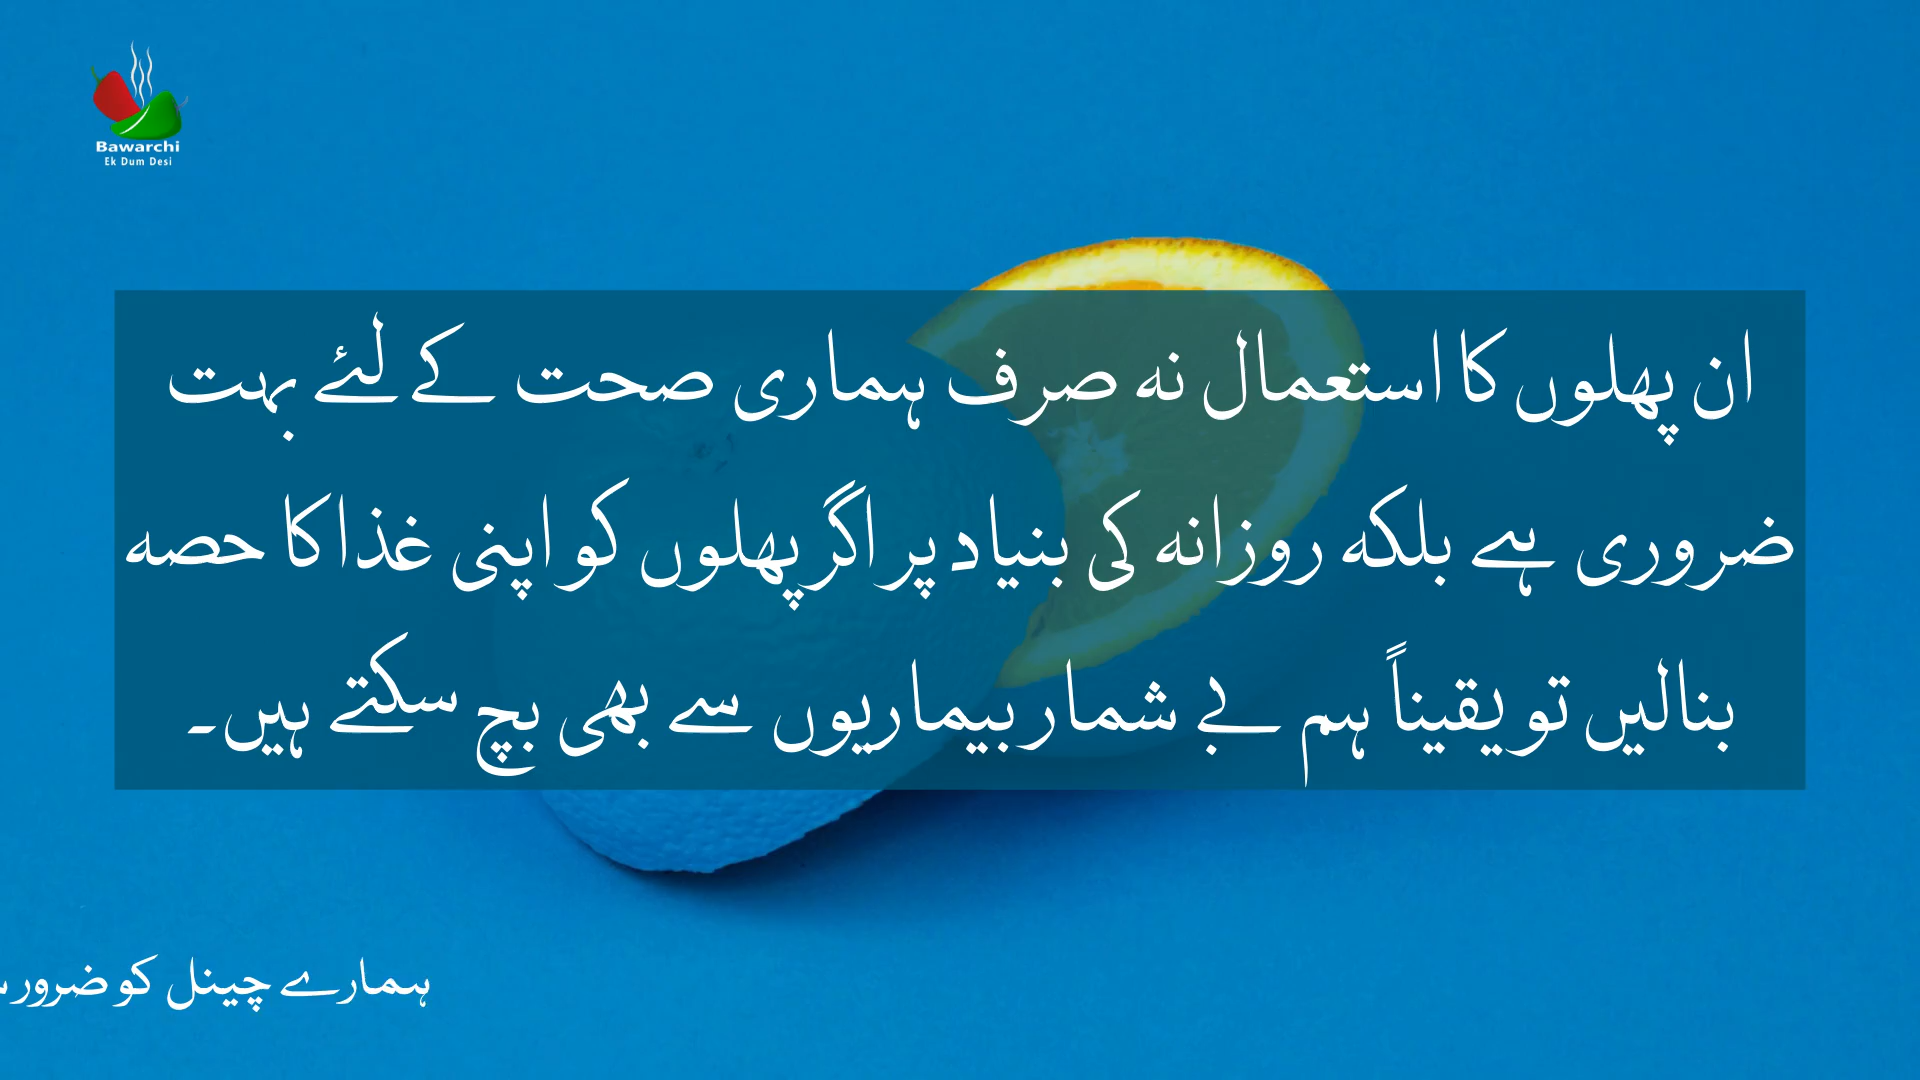 Bawarchi
Ek Dum Desi
ان پھلوں کا استعمال نہ صرف ہماری صحت کے لئے بہت
ضروری ہے بلکہ روزانہ کی بنیاد پر اگر پھلوں کو اپنی غذا کا حصہ
بنالیں تو یقیناً ہم بے شمار بیماریوں سے بھی بچ سکتے ہیں۔
ہمارے چینل کو ضرور